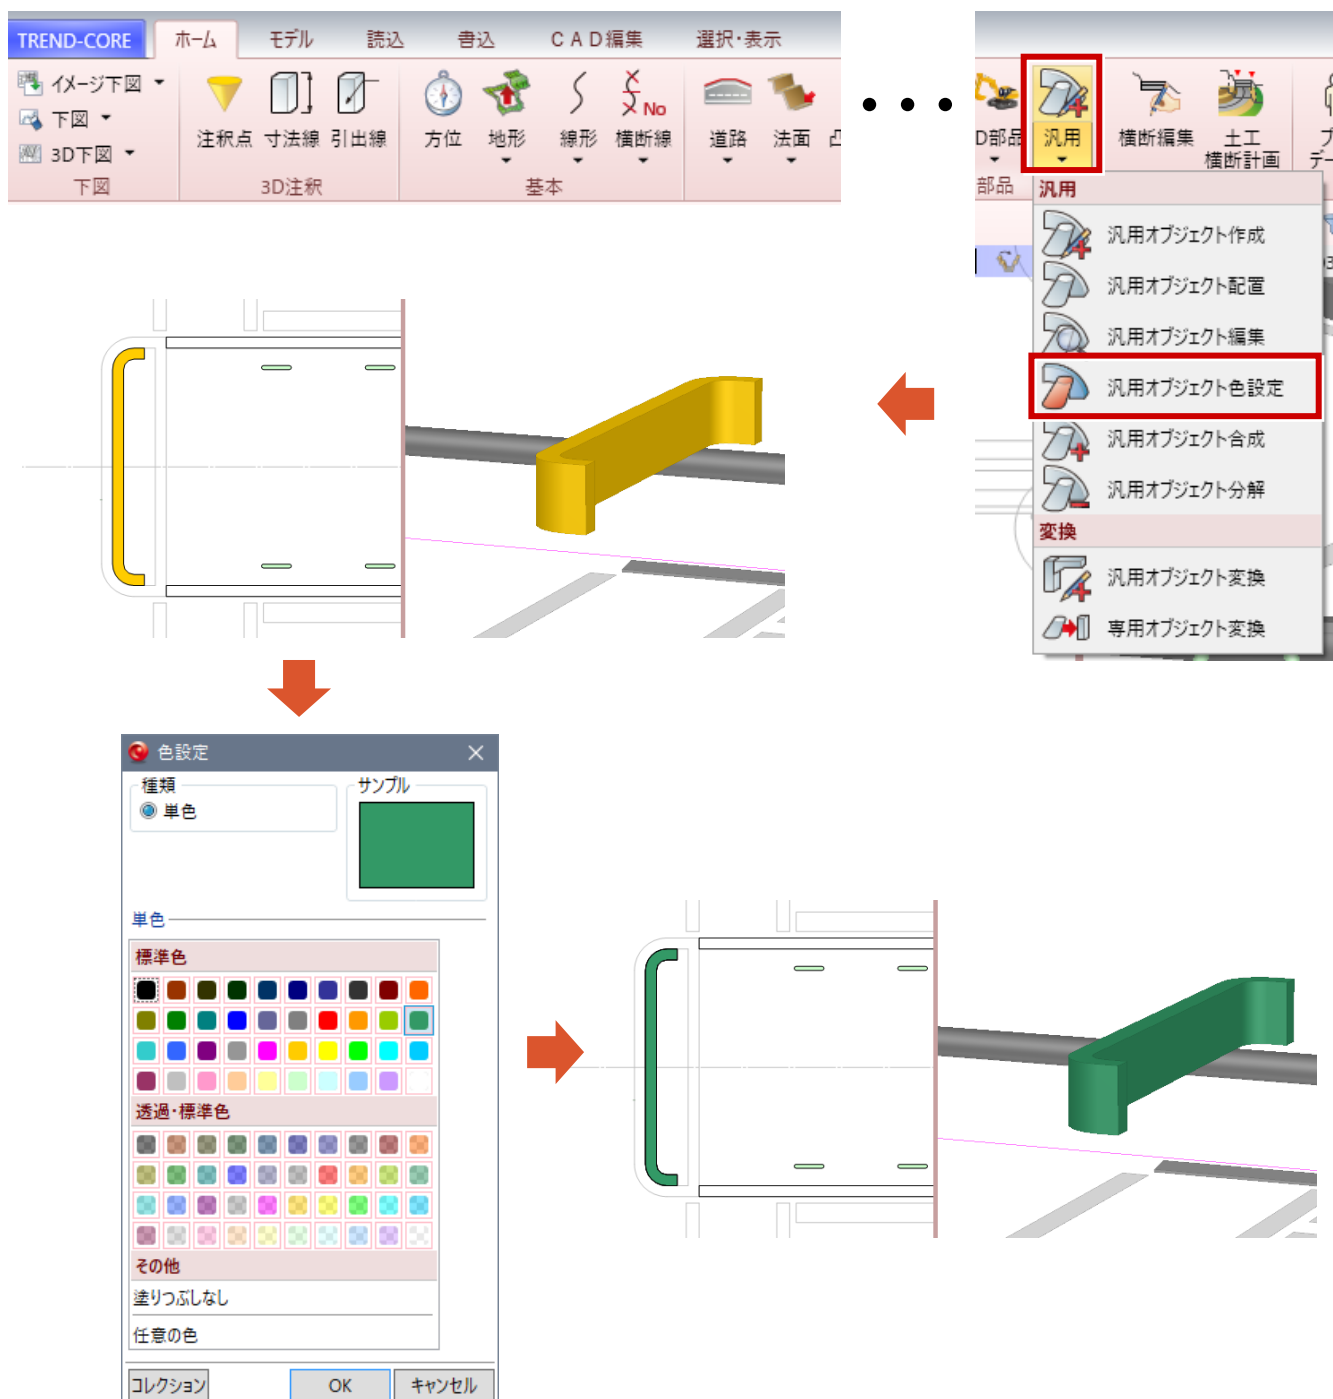 TREND-CORE ホーム モデル 読込 書込 CAD編集 選択・表示
イメージ下図
下図
3D下図
下図
注釈点 寸法線 引出線
3D注釈
方位 地形 線形 横断線
No
基本
道路 法面
D部品
部品
汎用
横断編集
土工
横断計画
汎用
汎用オブジェクト作成
汎用オブジェクト配置
汎用オブジェクト編集
汎用オブジェクト色設定
汎用オブジェクト合成
汎用オブジェクト分解
変換
汎用オブジェクト変換
専用オブジェクト変換
色設定
種類
単色
サンプル
単色
標準色
透過・標準色
その他
塗りつぶしなし
任意の色
コレクション OK キャンセル